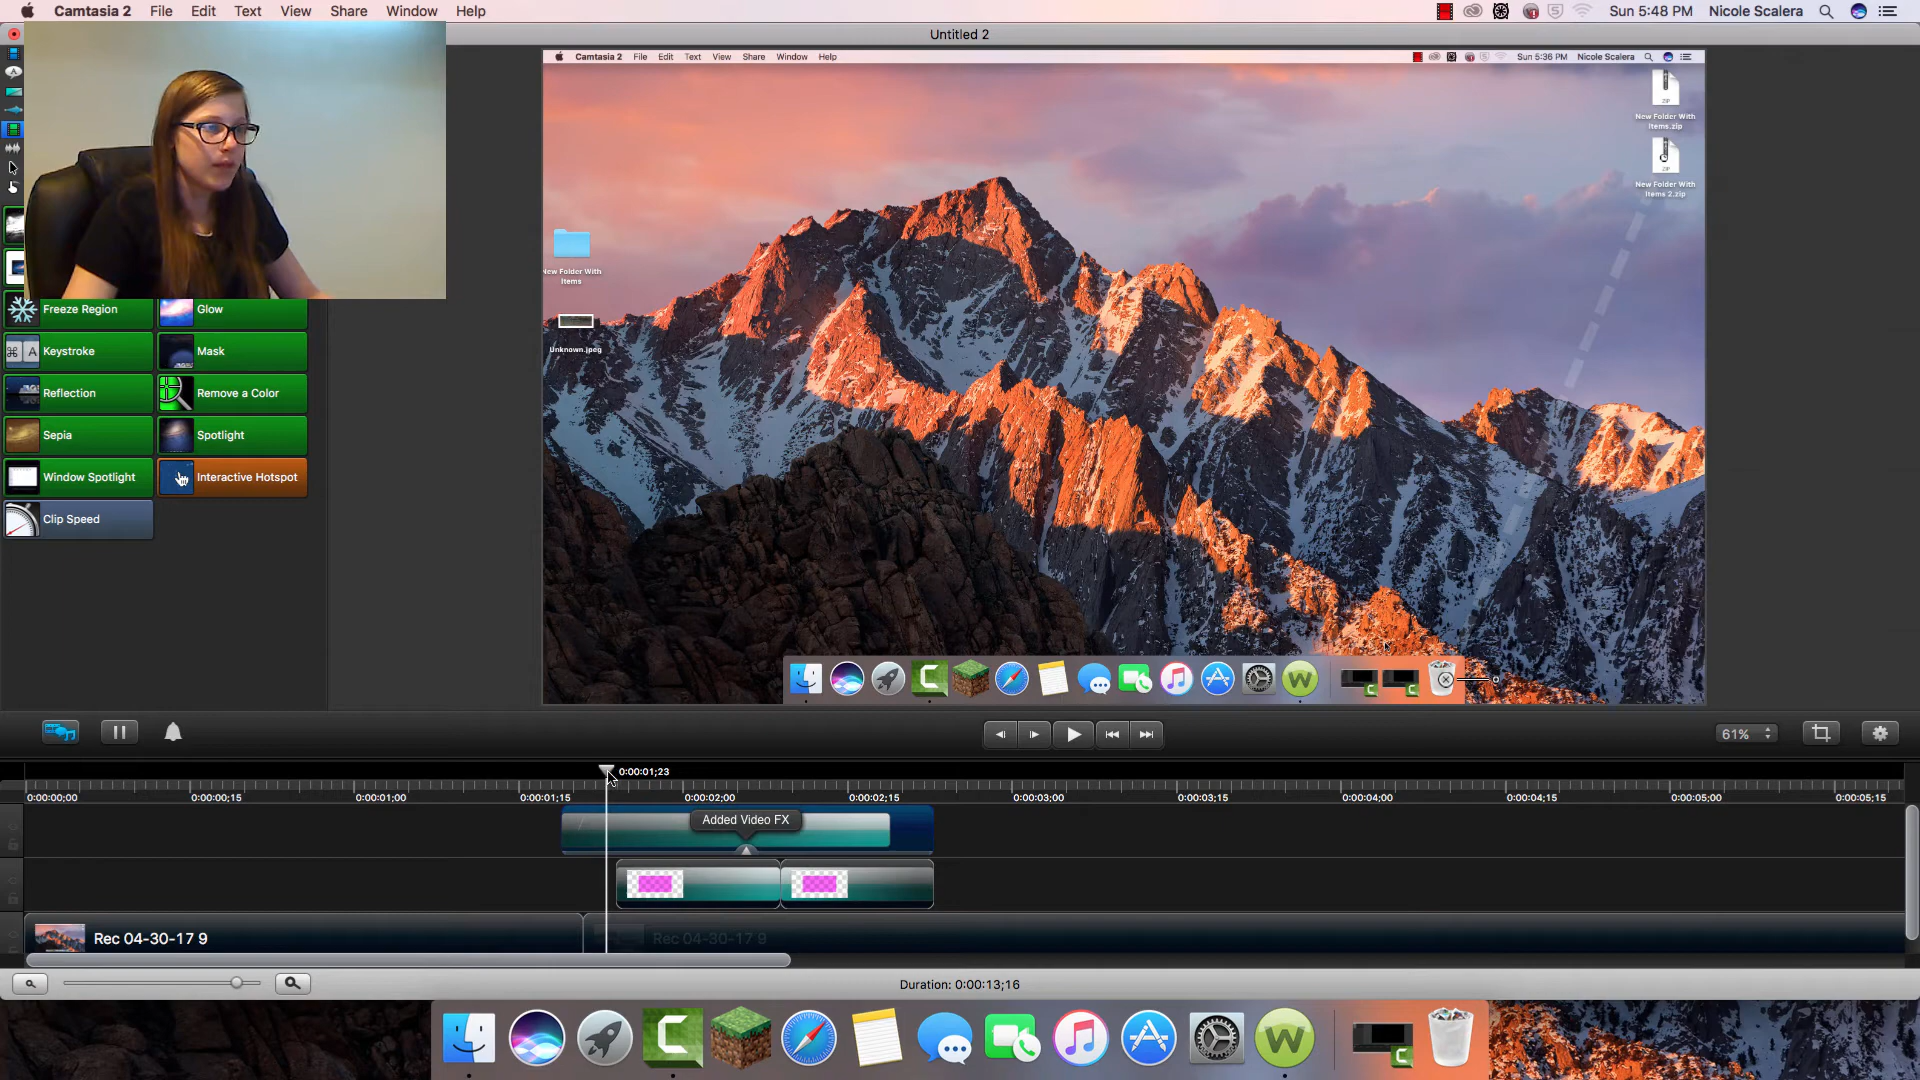 Camtasia 2 File Edit Text View Share Window Help
Sun 5:48 PM Nicole Scalera
Untitled 2
Camtasia 2 File Edit Text View Share Window Help
Sun 5:36 PM Nicole Scalera
ZIP
New Folder With
Items.zip
ZIP
New Folder With
Items 2.zip
New Folder With
Items
Unknown.jpeg
Freeze Region
Glow
Keystroke
Mask
Reflection
Remove a Color
Sepia
Spotlight
Window Spotlight
Interactive Hotspot
Clip Speed
61%
0:00:01;23
0:00:00;00 0:00:00;15 0:00:01;00 0:00:01;15 0:00:02;00 0:00:02;15 0:00:03;00 0:00:03;15 0:00:04;00 0:00:04;15 0:00:05;00 0:00:05;15
Added Video FX
Rec 04-30-17 9
Rec 04-30-17 9
Duration: 0:00:13;16